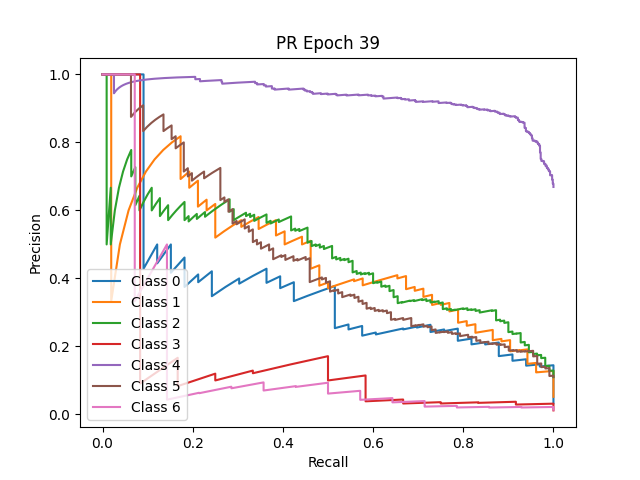 PR Epoch 39
Precision
1.0
0.8
0.6
0.4
0.2
0.0
Class 0
Class 1
Class 2
Class 3
Class 4
Class 5
Class 6
0.0 0.2 0.4 0.6 0.8 1.0
Recall